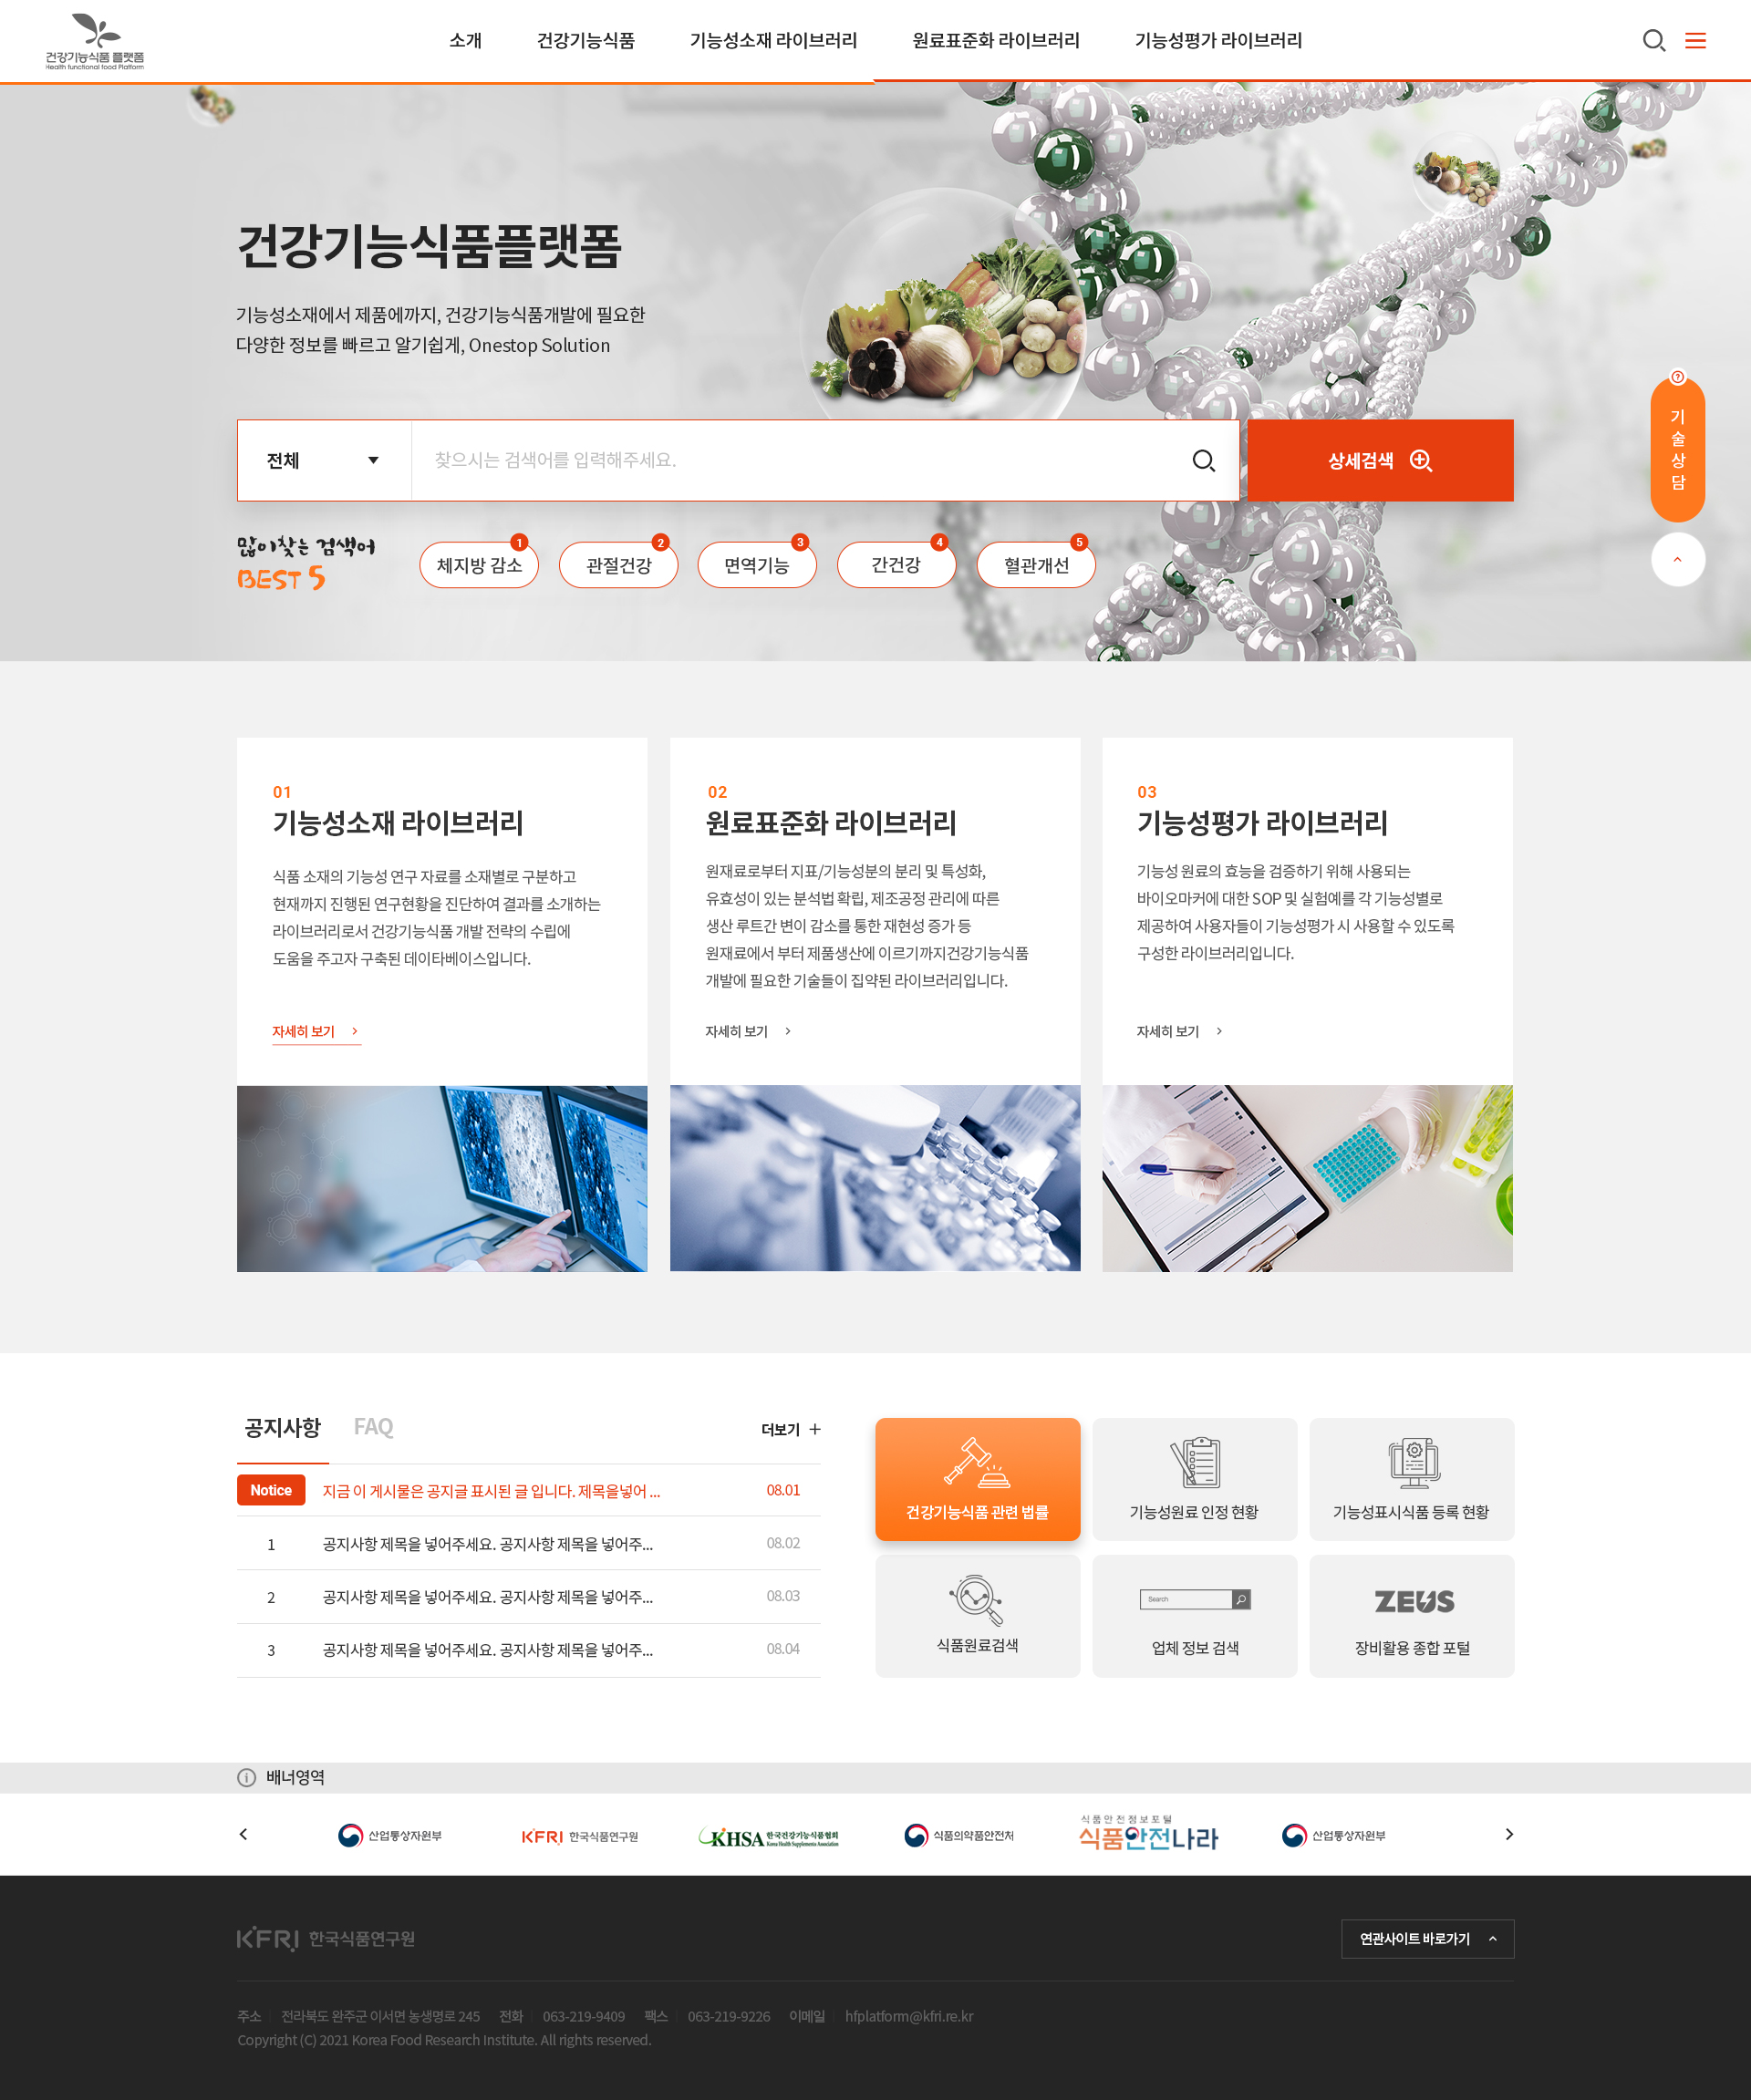 건강기능식품 플랫폼
Health functional food Platform
소개
건강기능식품
기능성소재 라이브러리
원료표준화 라이브러리
기능성평가 라이브러리
건강기능식품플랫폼
기능성소재에서 제품에까지, 건강기능식품개발에 필요한
다양한 정보를 빠르고 알기쉽게, Onestop Solution
전체
찾으시는 검색어를 입력해주세요.
상세검색
기
술
상
담
많이찾는 검색어
BEST 5
체지방 감소 1
관절건강 2
면역기능 3
간건강 4
혈관개선 5
01
기능성소재 라이브러리
식품 소재의 기능성 연구 자료를 소재별로 구분하고
현재까지 진행된 연구현황을 진단하여 결과를 소개하는
라이브러리로서 건강기능식품 개발 전략의 수립에
도움을 주고자 구축된 데이타베이스입니다.
자세히 보기
02
원료표준화 라이브러리
원재료로부터 지표/기능성분의 분리 및 특성화,
유효성이 있는 분석법 확립, 제조공정 관리에 따른
생산 루트간 변이 감소를 통한 재현성 증가 등
원재료에서 부터 제품생산에 이르기까지건강기능식품
개발에 필요한 기술들이 집약된 라이브러리입니다.
자세히 보기
03
기능성평가 라이브러리
기능성 원료의 효능을 검증하기 위해 사용되는
바이오마커에 대한 SOP 및 실험예를 각 기능성별로
제공하여 사용자들이 기능성평가 시 사용할 수 있도록
구성한 라이브러리입니다.
자세히 보기
공지사항
FAQ
더보기
Notice 지금 이 게시물은 공지글 표시된 글 입니다. 제목을넣어 ... 08.01
1 공지사항 제목을 넣어주세요. 공지사항 제목을 넣어주... 08.02
2 공지사항 제목을 넣어주세요. 공지사항 제목을 넣어주... 08.03
3 공지사항 제목을 넣어주세요. 공지사항 제목을 넣어주... 08.04
건강기능식품 관련 법률
기능성원료 인정 현황
기능성표시식품 등록 현황
식품원료검색
Search
업체 정보 검색
ZEUS
장비활용 종합 포털
배너영역
산업통상자원부
KFRI 한국식품연구원
KHSA 한국건강기능식품협회
Korea Health Supplements Association
식품의약품안전처
식품안전정보포털
식품안전나라
산업통상자원부
KFRI 한국식품연구원
연관사이트 바로가기
주소 전라북도 완주군 이서면 농생명로 245 전화 063-219-9409 팩스 063-219-9226 이메일 hfplatform@kfri.re.kr
Copyright (C) 2021 Korea Food Research Institute. All rights reserved.